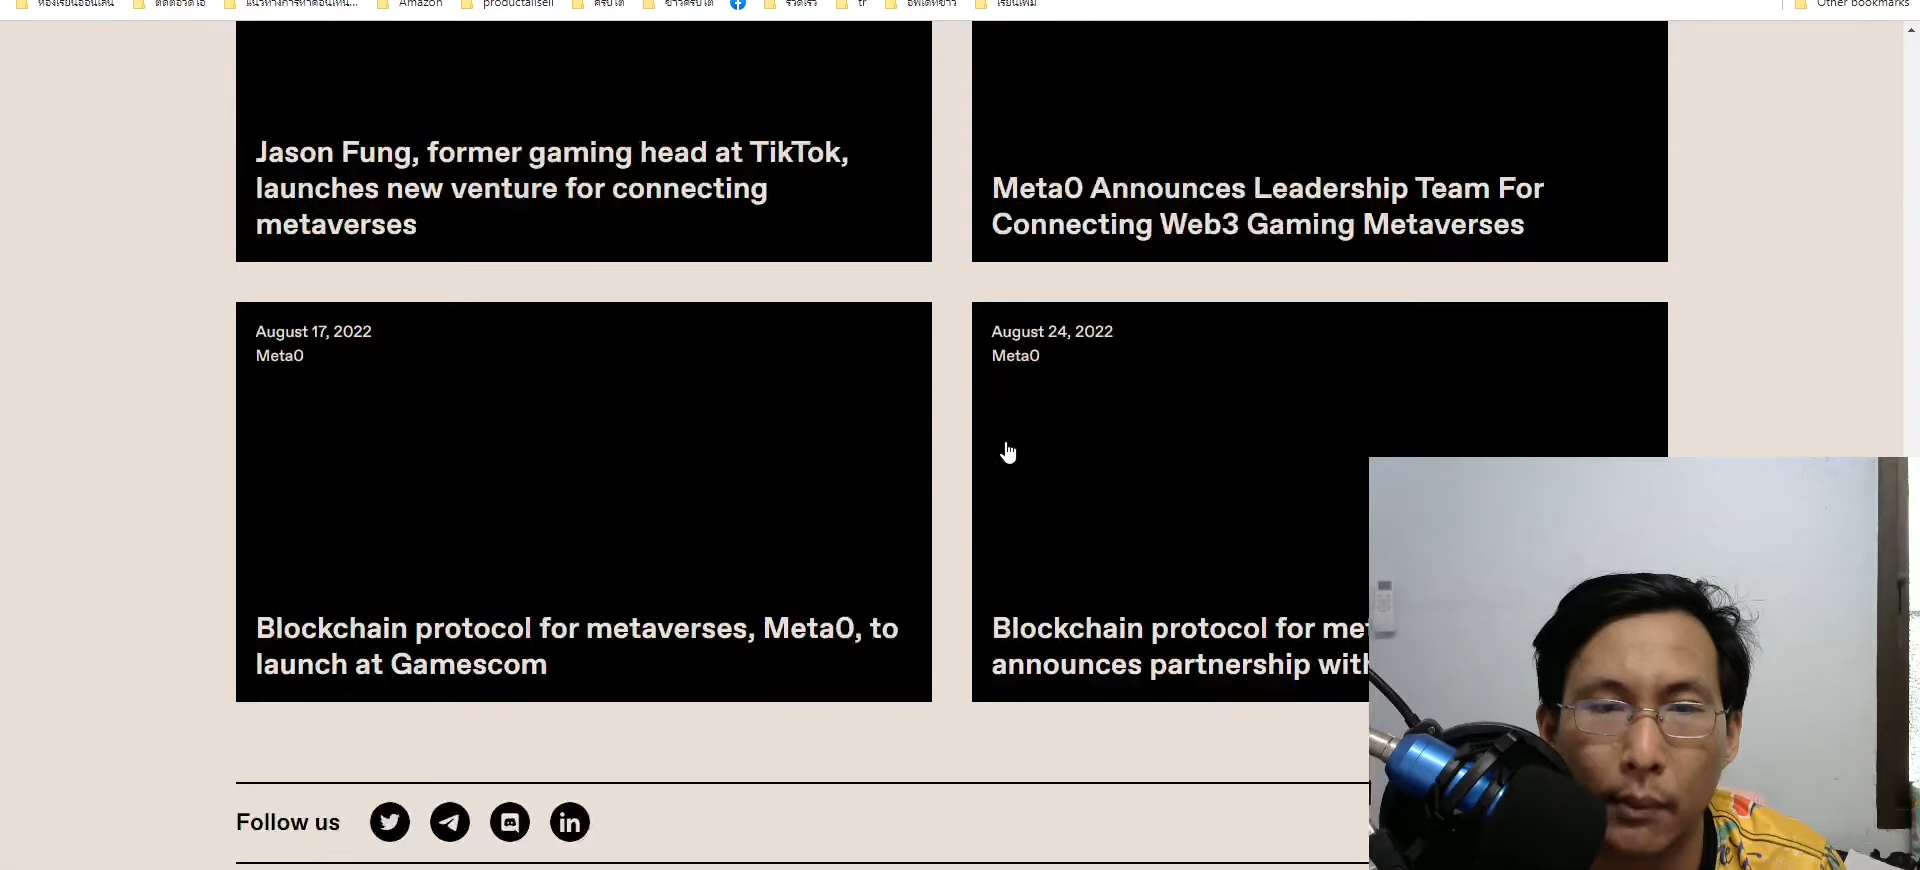 Amazon
productallsell
tr
Other bookmarks
Jason Fung, former gaming head at TikTok,
launches new venture for connecting
metaverses
Meta0 Announces Leadership Team For
Connecting Web3 Gaming Metaverses
August 17, 2022
Meta0
Blockchain protocol for metaverses, Meta0, to
launch at Gamescom
August 24, 2022
Meta0
Blockchain protocol for
announces partnership
Follow us